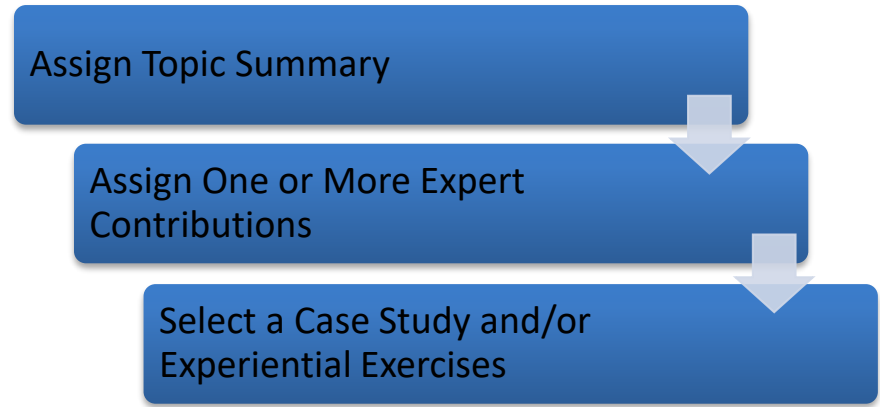 Assign Topic Summary
Assign One or More Expert
Contributions
Select a Case Study and/or
Experiential Exercises